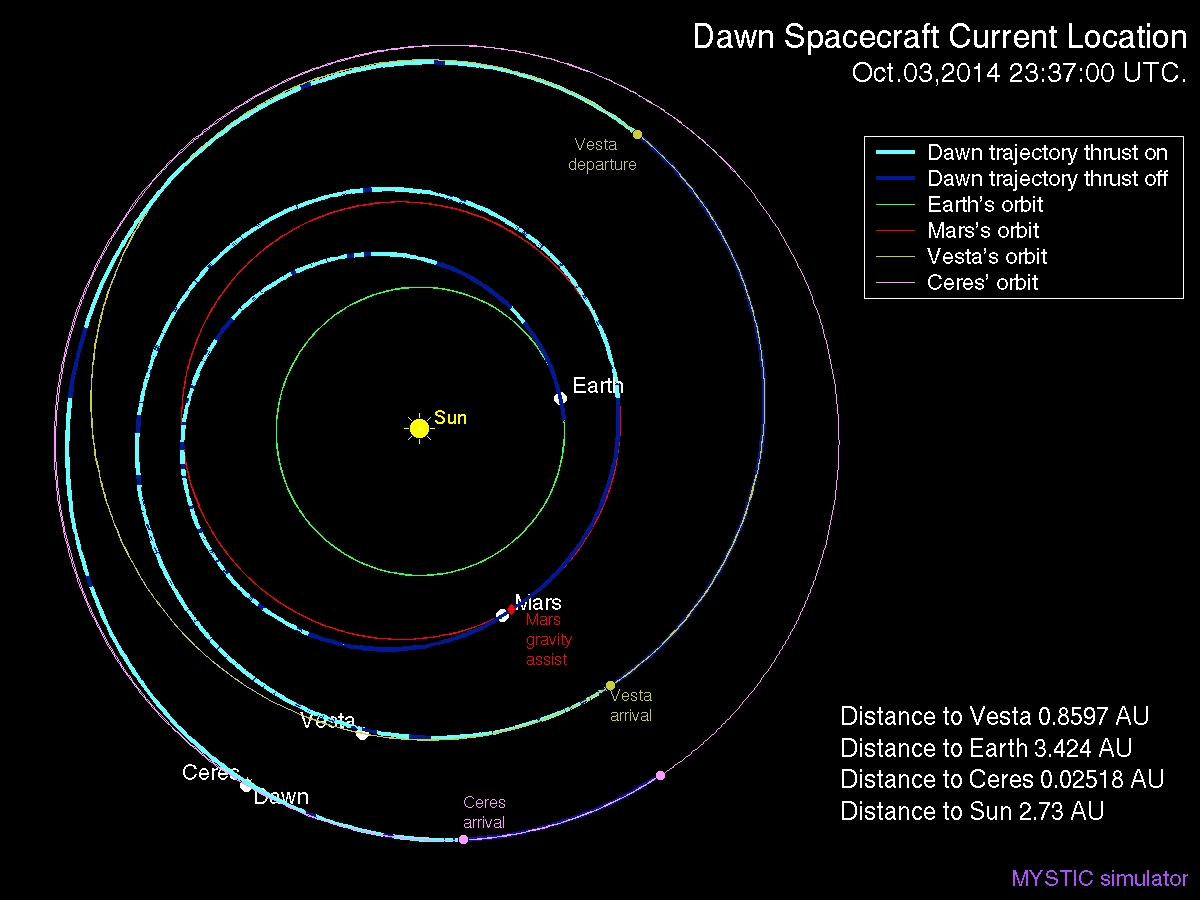 Dawn Spacecraft Current Location
Oct.03,2014 23:37:00 UTC.
Dawn trajectory thrust on
Dawn trajectory thrust off
Earth's orbit
Mars's orbit
Vesta's orbit
Ceres' orbit
Vesta
departure
Earth
Sun
Mars
Mars
gravity
assist
Vesta
arrival
Vesta
Ceres
Dawn
Ceres
arrival
Distance to Vesta 0.8597 AU
Distance to Earth 3.424 AU
Distance to Ceres 0.02518 AU
Distance to Sun 2.73 AU
MYSTIC simulator